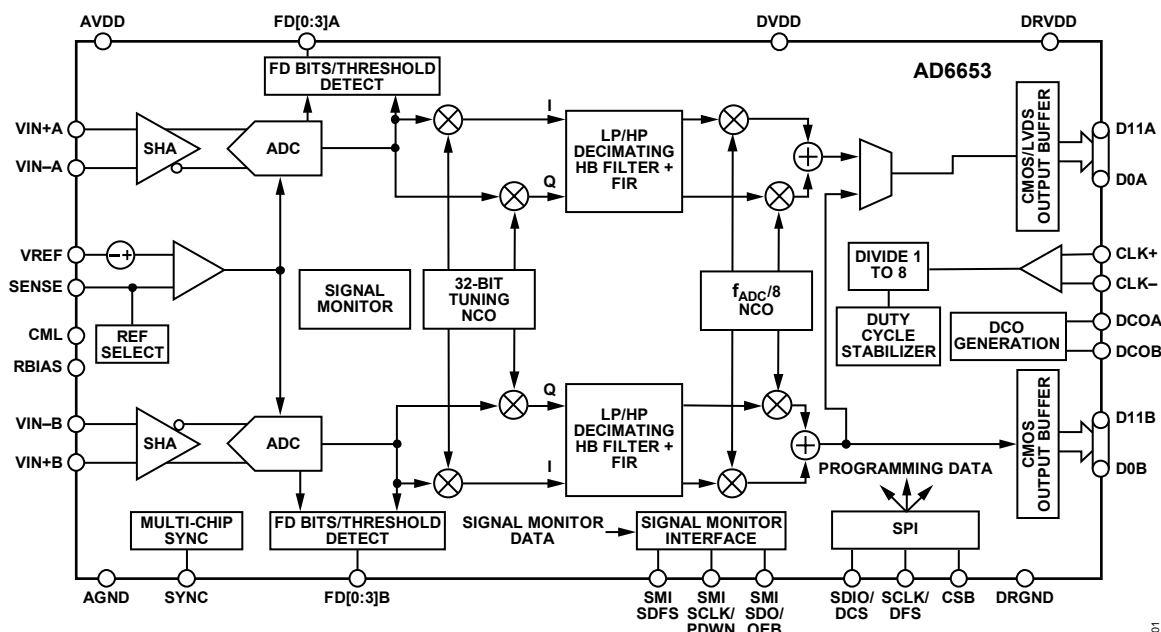 AVDD
FD[0:3]A
DVDD
DRVDD
FD BITS/THRESHOLD
DETECT
AD6653
VIN+A
VIN–A
SHA
ADC
I
Q
LP/HP
DECIMATING
HB FILTER +
FIR
CMOS/LVDS
OUTPUT BUFFER
D11A
D0A
VREF
–+
SENSE
REF
SELECT
CML
RBIAS
SIGNAL
MONITOR
32-BIT
TUNING
NCO
fADC/8
NCO
DIVIDE 1
TO 8
DUTY
CYCLE
STABILIZER
CLK+
CLK–
DCO
GENERATION
DCOA
DCOB
VIN–B
VIN+B
SHA
ADC
Q
I
LP/HP
DECIMATING
HB FILTER +
FIR
CMOS
OUTPUT BUFFER
D11B
D0B
PROGRAMMING DATA
MULTI-CHIP
SYNC
FD BITS/THRESHOLD
DETECT
SIGNAL MONITOR
DATA
SIGNAL MONITOR
INTERFACE
SPI
AGND
SYNC
FD[0:3]B
SMI
SDFS
SMI
SCLK/
PDWN
SMI
SDO/
OEB
SDIO/
DCS
SCLK/
DFS
CSB
DRGND